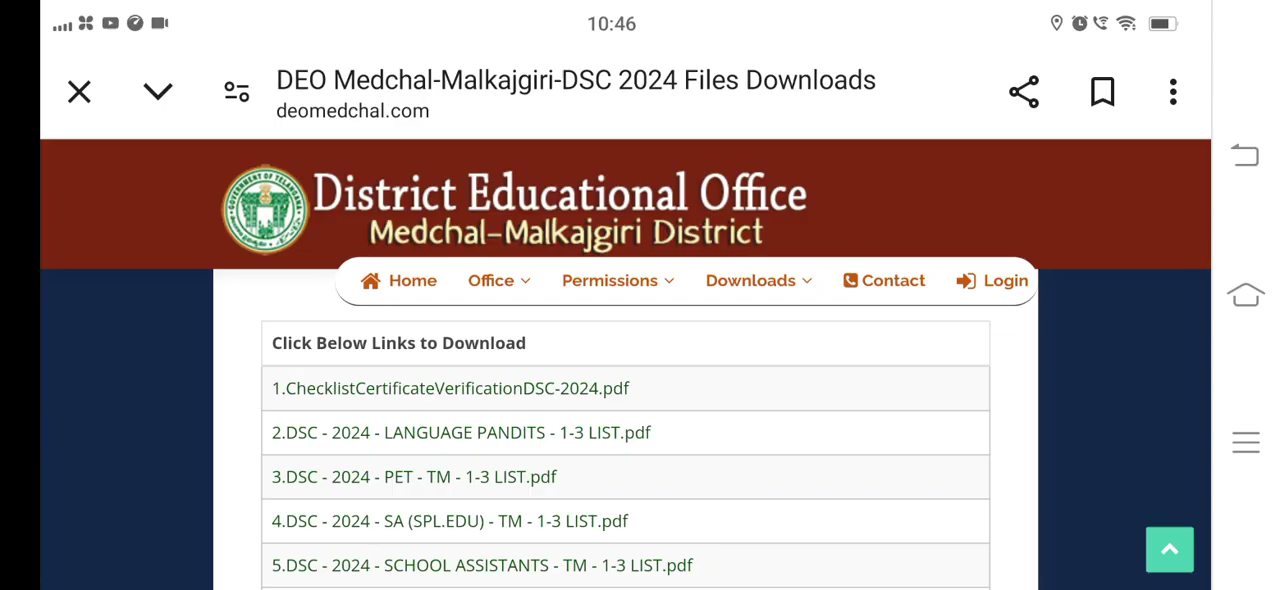 10:46
DEO Medchal-Malkajgiri-DSC 2024 Files Downloads
deomedchal.com
District Educational Office
Medchal-Malkajgiri District
Home Office Permissions Downloads Contact Login
Click Below Links to Download
1.ChecklistCertificateVerificationDSC-2024.pdf
2.DSC - 2024 - LANGUAGE PANDITS - 1-3 LIST.pdf
3.DSC - 2024 - PET - TM - 1-3 LIST.pdf
4.DSC - 2024 - SA (SPL.EDU) - TM - 1-3 LIST.pdf
5.DSC - 2024 - SCHOOL ASSISTANTS - TM - 1-3 LIST.pdf